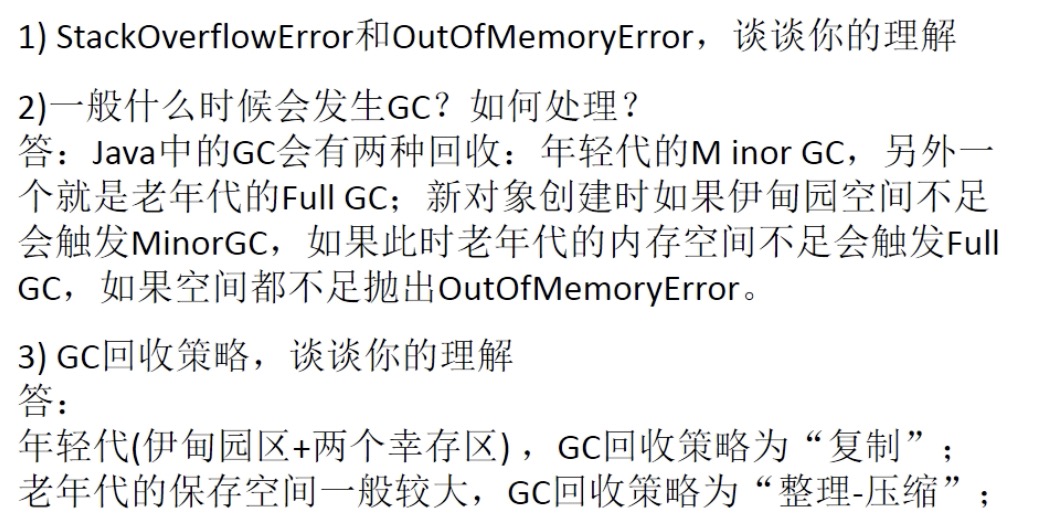 1) StackOverflowError和OutOfMemoryError，谈谈你的理解
2)一般什么时候会发生GC？如何处理？
答：Java中的GC会有两种回收：年轻代的M inor GC，另外一
个就是老年代的Full GC；新对象创建时如果伊甸园空间不足
会触发MinorGC，如果此时老年代的内存空间不足会触发Full
GC，如果空间都不足抛出OutOfMemoryError。
3) GC回收策略，谈谈你的理解
答：
年轻代(伊甸园区+两个幸存区)，GC回收策略为“复制”；
老年代的保存空间一般较大，GC回收策略为“整理-压缩”；